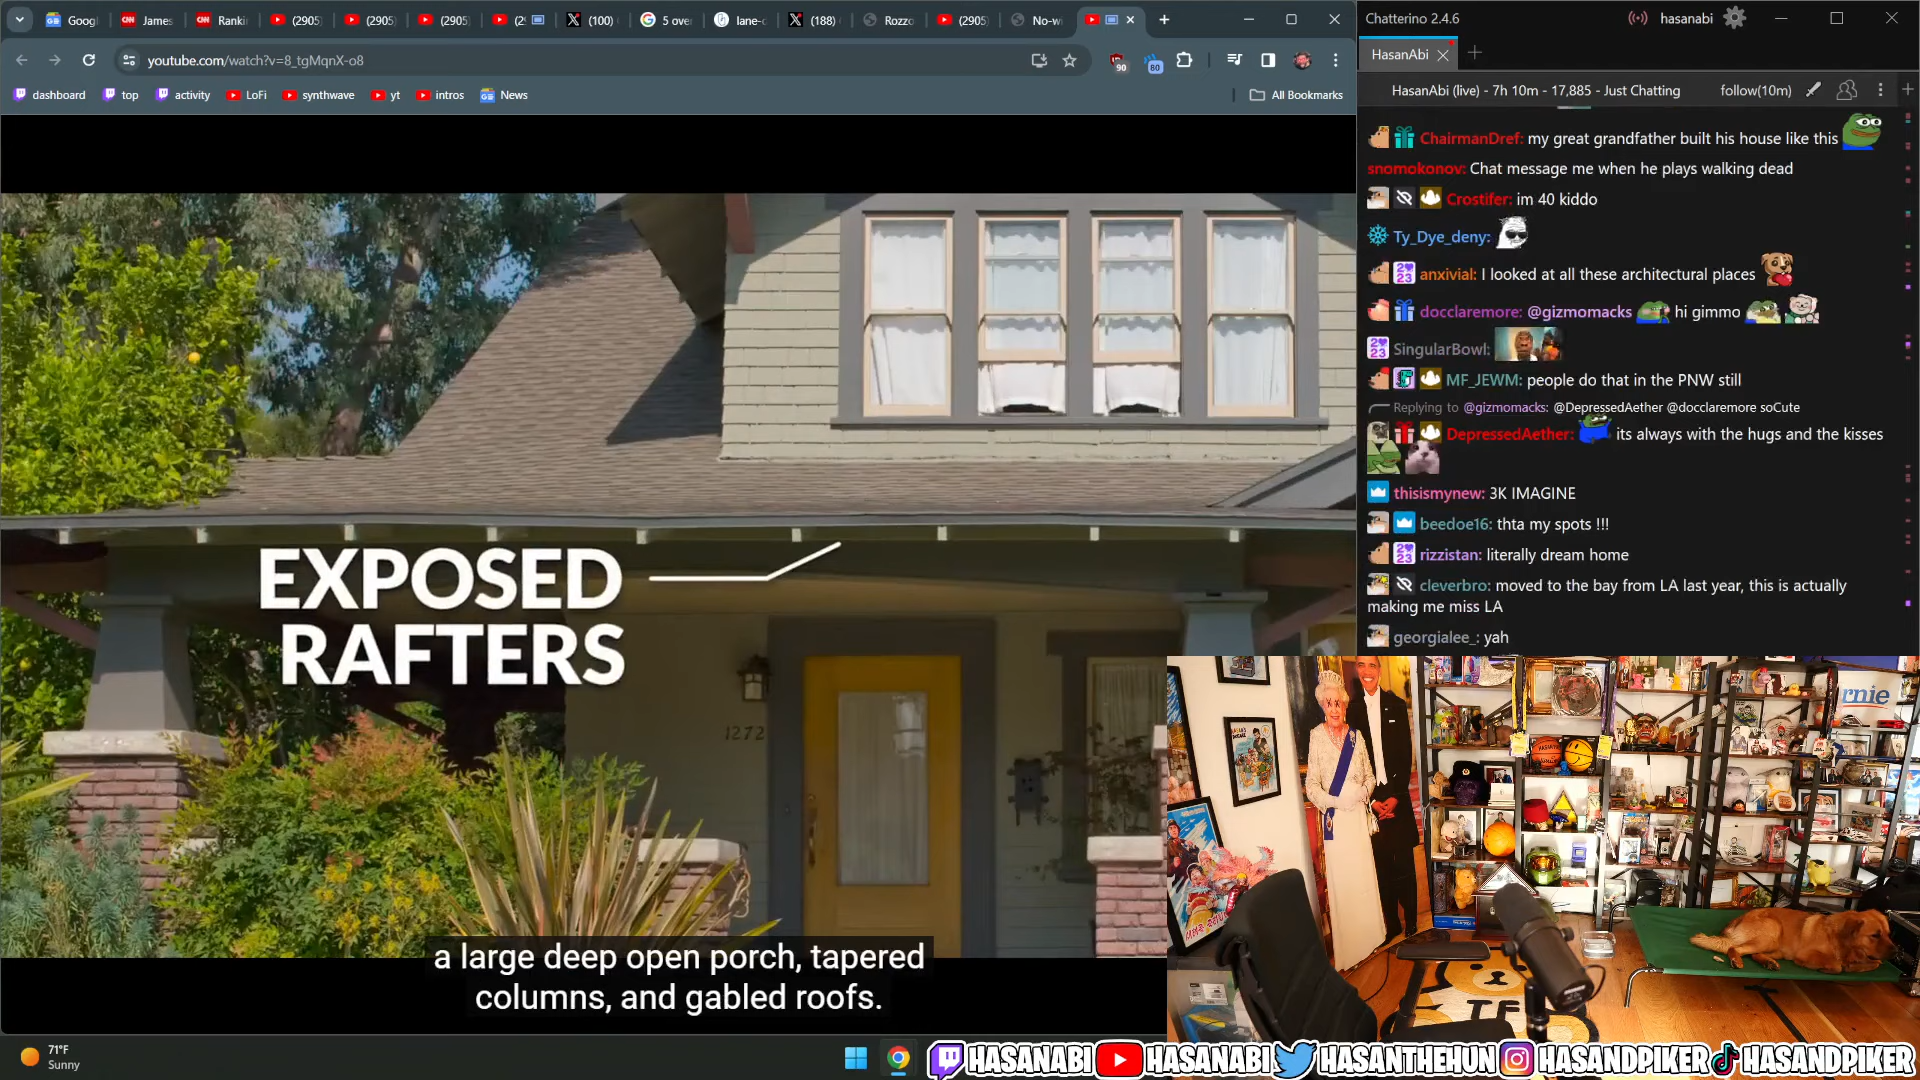 Googl
James
Ranki
(2905)
(2905)
(2905)
(29
(100)
5 over
lane-c
(188)
Rozzo
(2905)
No-wi
youtube.com/watch?v=8_tgMqnX-o8
90
80
dashboard
top
activity
LoFi
synthwave
yt
intros
News
All Bookmarks
EXPOSED
RAFTERS
1272
a large deep open porch, tapered
columns, and gabled roofs.
Chatterino 2.4.6
hasanabi
HasanAbi
HasanAbi (live) - 7h 10m - 17,885 - Just Chatting
follow(10m)
ChairmanDref: my great grandfather built his house like this
snomokonov: Chat message me when he plays walking dead
Crostifer: im 40 kiddo
Ty_Dye_deny:
anxivial: I looked at all these architectural places
docclaremore: @gizmomacks hi gimmo
SingularBowl:
MF_JEWM: people do that in the PNW still
Replying to @gizmomacks: @DepressedAether @docclaremore soCute
DepressedAether: its always with the hugs and the kisses
thisismynew: 3K IMAGINE
beedoe16: thta my spots !!!
rizzistan: literally dream home
cleverbro: moved to the bay from LA last year, this is actually
making me miss LA
georgialee_: yah
rnie
TF
71°F
Sunny
HASANABI
HASANABI
HASANTHEHUN
HASANDPIKER
HASANDPIKER